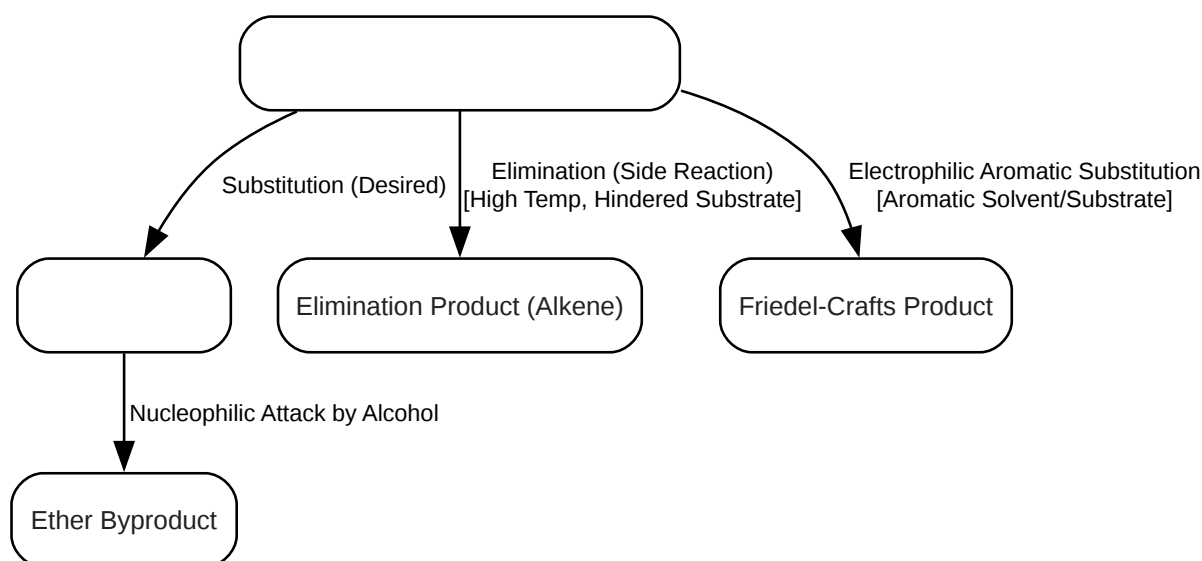 Substitution (Desired)
Elimination (Side Reaction)
[High Temp, Hindered Substrate]
Electrophilic Aromatic Substitution
[Aromatic Solvent/Substrate]
Elimination Product (Alkene)
Friedel-Crafts Product
Nucleophilic Attack by Alcohol
Ether Byproduct